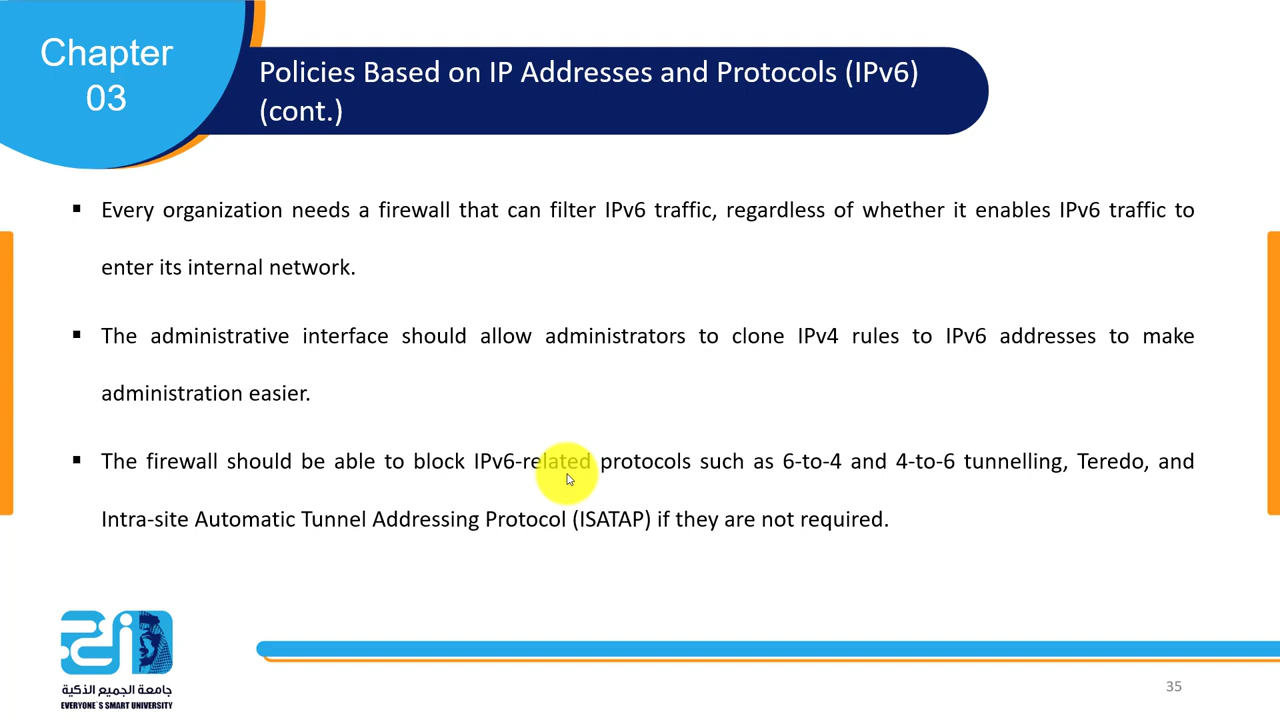 Chapter
03
Policies Based on IP Addresses and Protocols (IPv6)
(cont.)
▪ Every organization needs a firewall that can filter IPv6 traffic, regardless of whether it enables IPv6 traffic to
enter its internal network.
▪ The administrative interface should allow administrators to clone IPv4 rules to IPv6 addresses to make
administration easier.
▪ The firewall should be able to block IPv6-related protocols such as 6-to-4 and 4-to-6 tunnelling, Teredo, and
Intra-site Automatic Tunnel Addressing Protocol (ISATAP) if they are not required.
جامعة الجميع الذكية
EVERYONE`S SMART UNIVERSITY
35